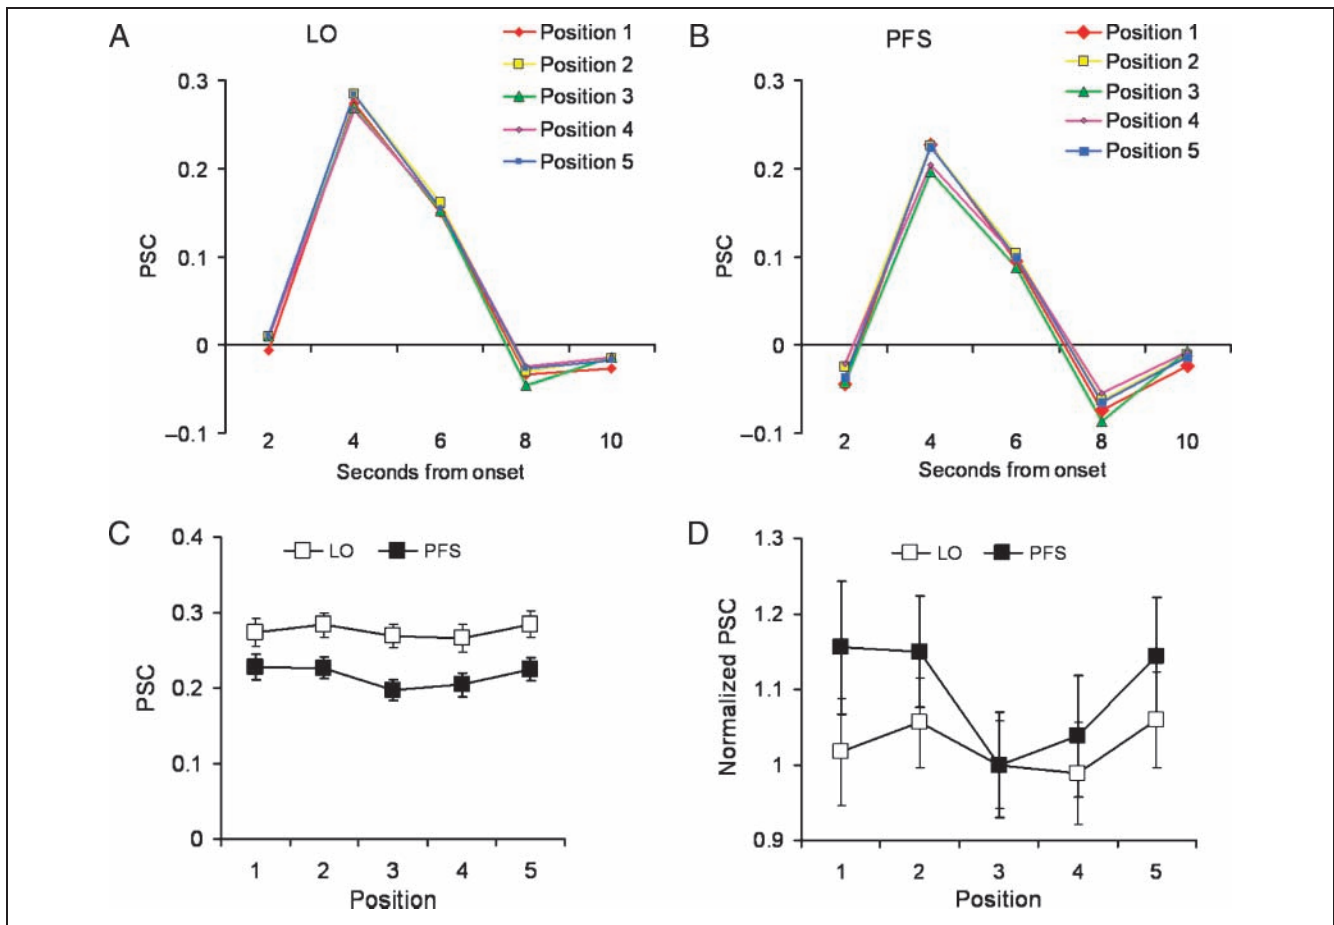 A
LO
Position 1
Position 2
Position 3
Position 4
Position 5
PSC
0.3
0.2
0.1
0
–0.1
2 4 6 8 10
Seconds from onset
B
PFS
Position 1
Position 2
Position 3
Position 4
Position 5
PSC
0.3
0.2
0.1
0
–0.1
2 4 6 8 10
Seconds from onset
C
LO PFS
PSC
0.4
0.3
0.2
0.1
0
1 2 3 4 5
Position
D
LO PFS
Normalized PSC
1.3
1.2
1.1
1
0.9
1 2 3 4 5
Position